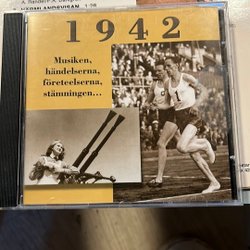 1942
Musiken,
händelserna,
företeelserna,
stämningen...